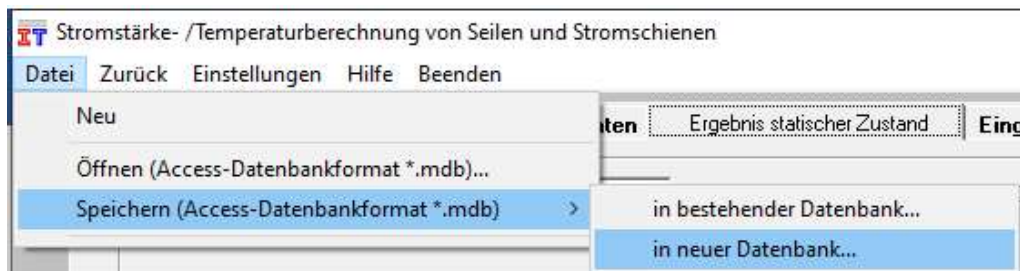 IT Stromstärke- /Temperaturberechnung von Seilen und Stromschienen
Datei Zurück Einstellungen Hilfe Beenden
Neu
Ergebnis statischer Zustand
Öffnen (Access-Datenbankformat *.mdb)...
Speichern (Access-Datenbankformat *.mdb) >
in bestehender Datenbank...
in neuer Datenbank...